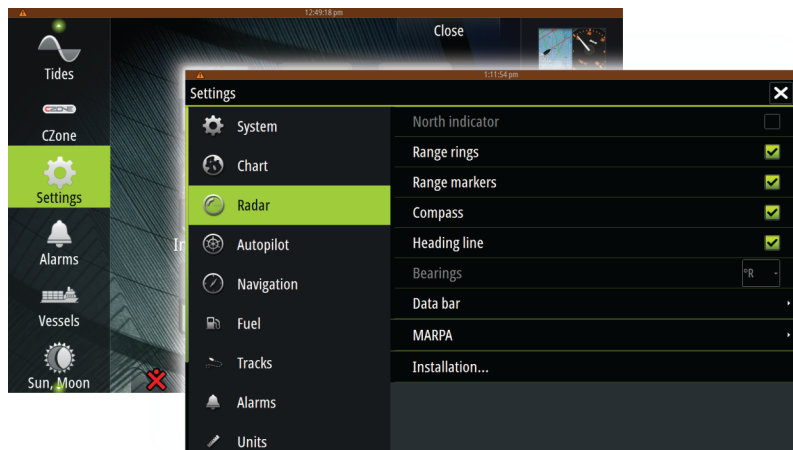 12:49:18 pm
Close
Tides
CZONE
CZone
Settings
Alarms
Vessels
Sun, Moon
1:11:54 pm
Settings
System
Chart
Radar
Autopilot
Navigation
Fuel
Tracks
Alarms
Units
North indicator
Range rings
Range markers
Compass
Heading line
Bearings
°R
Data bar
MARPA
Installation...